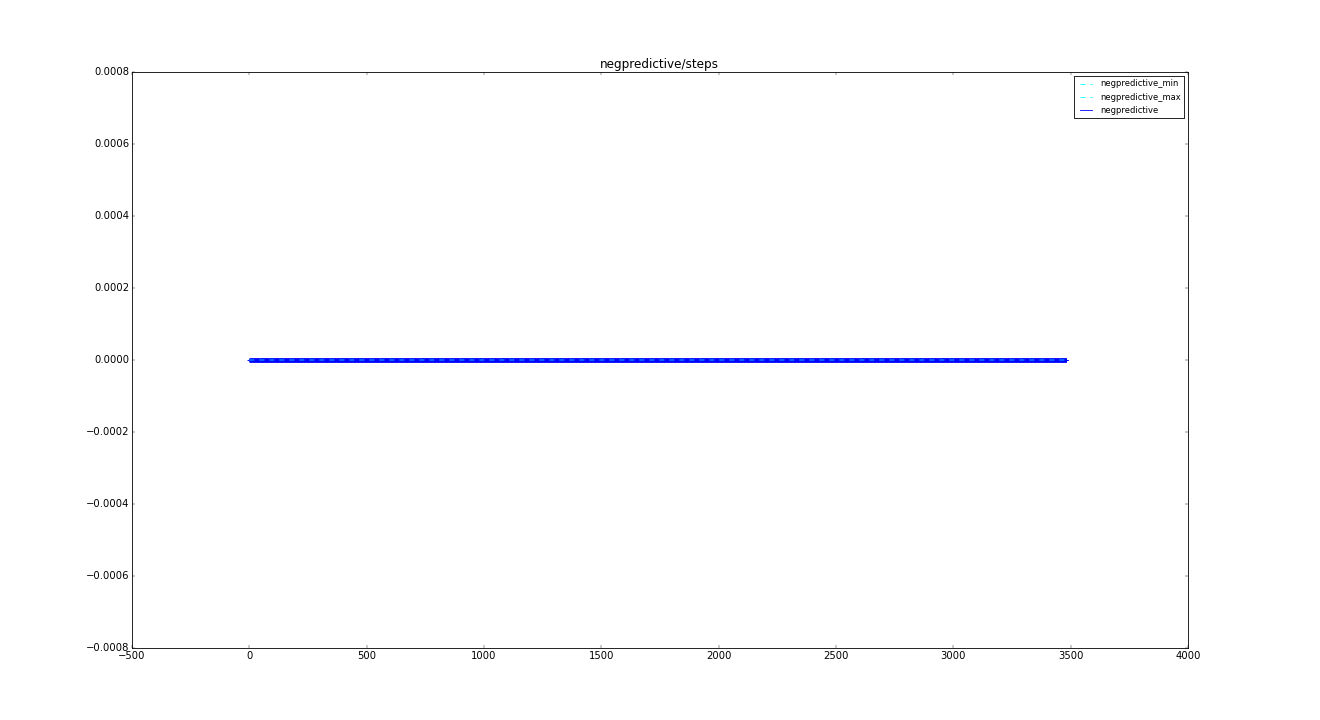 negpredictive/steps
negpredictive_min
negpredictive_max
negpredictive
0.0008
0.0006
0.0004
0.0002
0.0000
−0.0002
−0.0004
−0.0006
−0.0008
−500 0 500 1000 1500 2000 2500 3000 3500 4000